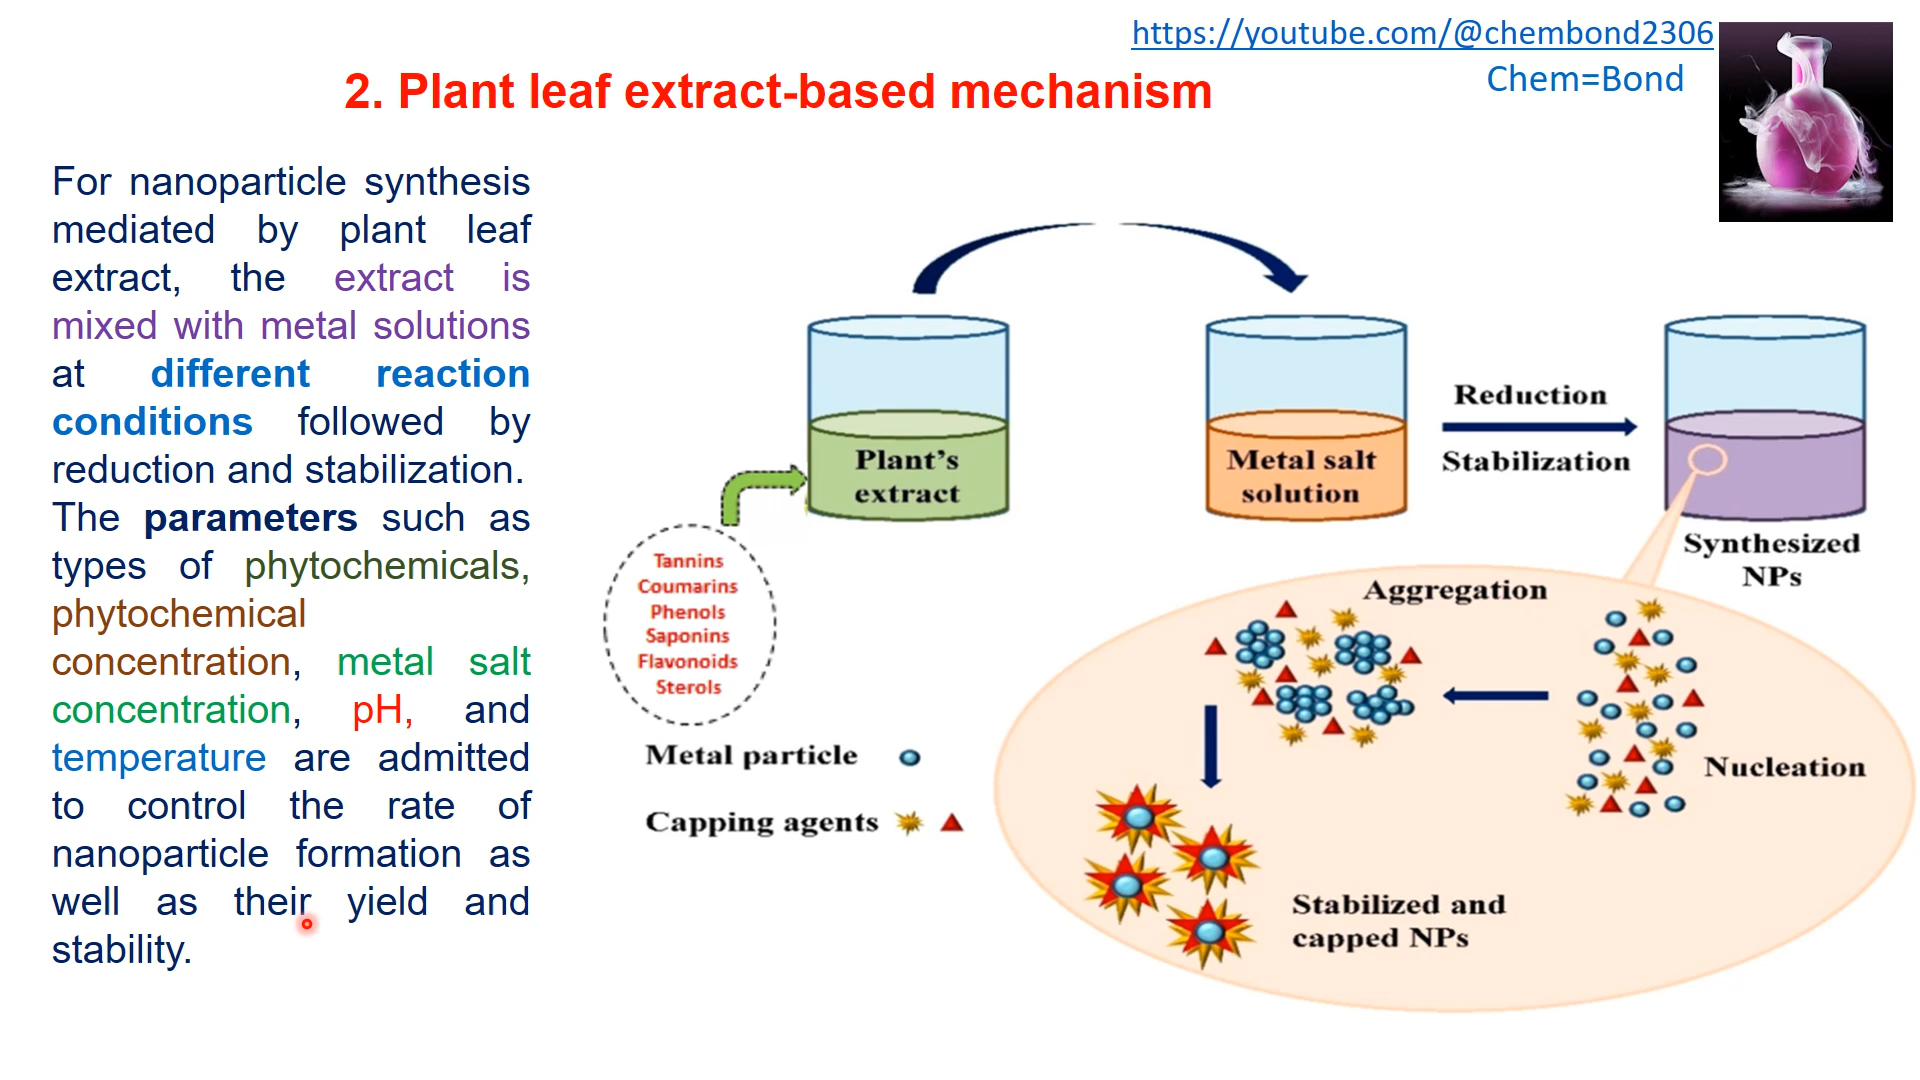 https://youtube.com/@chembond2306
Chem=Bond
2. Plant leaf extract-based mechanism
For nanoparticle synthesis
mediated by plant leaf
extract, the extract is
mixed with metal solutions
at different reaction
conditions followed by
reduction and stabilization.
The parameters such as
types of phytochemicals,
phytochemical
concentration, metal salt
concentration, pH, and
temperature are admitted
to control the rate of
nanoparticle formation as
well as their yield and
stability.
Plant's
extract
Metal salt
solution
Reduction
Stabilization
Synthesized
NPs
Tannins
Coumarins
Phenols
Saponins
Flavonoids
Sterols
Metal particle
Capping agents
Aggregation
Nucleation
Stabilized and
capped NPs